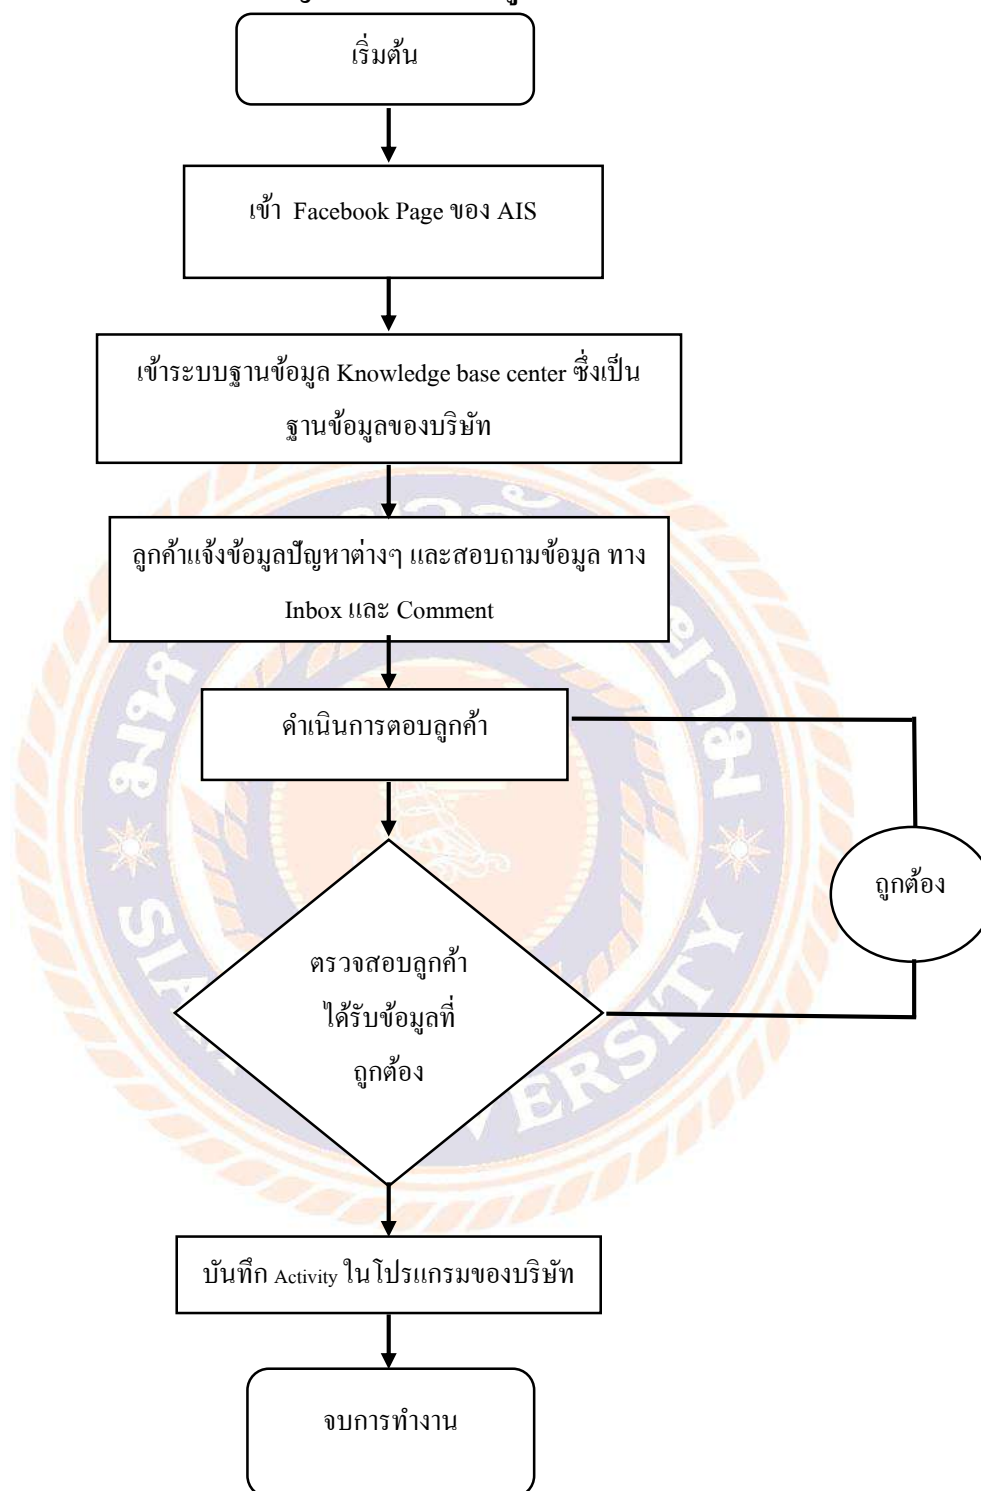 เริ่มต้น
เข้า Facebook Page ของ AIS
เข้าระบบฐานข้อมูล Knowledge base center ซึ่งเป็น
ฐานข้อมูลของบริษัท
ลูกค้าแจ้งข้อมูลปัญหาต่างๆ และสอบถามข้อมูล ทาง
Inbox และ Comment
ดำเนินการตอบลูกค้า
ถูกต้อง
ตรวจสอบลูกค้า
ได้รับข้อมูลที่
ถูกต้อง
บันทึก Activity ในโปรแกรมของบริษัท
จบการทำงาน